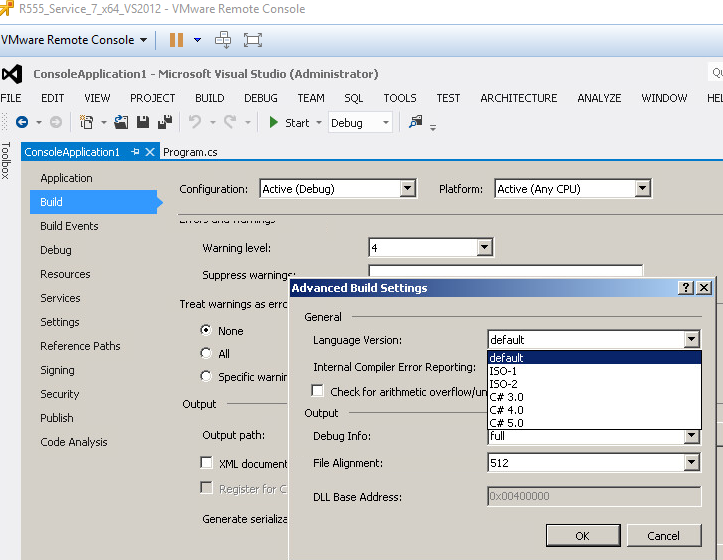 R555_Service_7_x64_VS2012 - VMware Remote Console
VMware Remote Console
ConsoleApplication1 - Microsoft Visual Studio (Administrator)
Qu
FILE EDIT VIEW PROJECT BUILD DEBUG TEAM SQL TOOLS TEST ARCHITECTURE ANALYZE WINDOW HEL
Start Debug
Toolbox
ConsoleApplication1 Program.cs
Application
Build
Build Events
Debug
Resources
Services
Settings
Reference Paths
Signing
Security
Publish
Code Analysis
Configuration: Active (Debug) Platform: Active (Any CPU)
Errors and warnings
Warning level: 4
Suppress warnings:
Treat warnings as erro
None
All
Specific warnin
Output
Output path:
XML document
Register for C
Generate serializa
Advanced Build Settings
General
Language Version: default
default
ISO-1
ISO-2
C# 3.0
C# 4.0
C# 5.0
Internal Compiler Error Reporting:
Check for arithmetic overflow/un
Output
Debug Info: full
File Alignment: 512
DLL Base Address: 0x00400000
OK Cancel